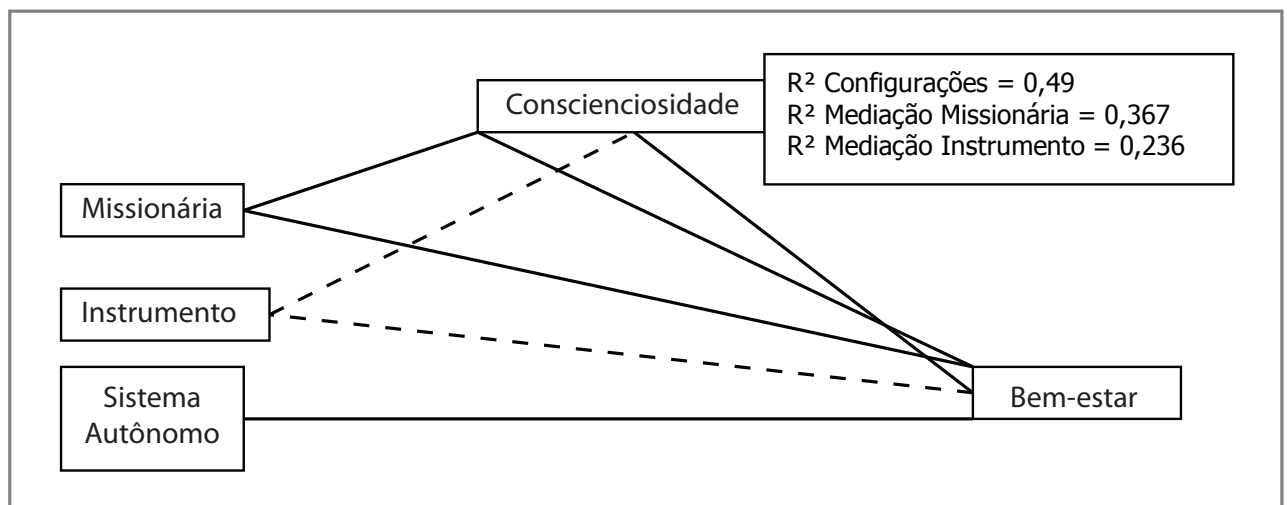 Conscienciosidade
R² Configurações = 0,49
R² Mediação Missionária = 0,367
R² Mediação Instrumento = 0,236
Missionária
Instrumento
Sistema
Autônomo
Bem-estar